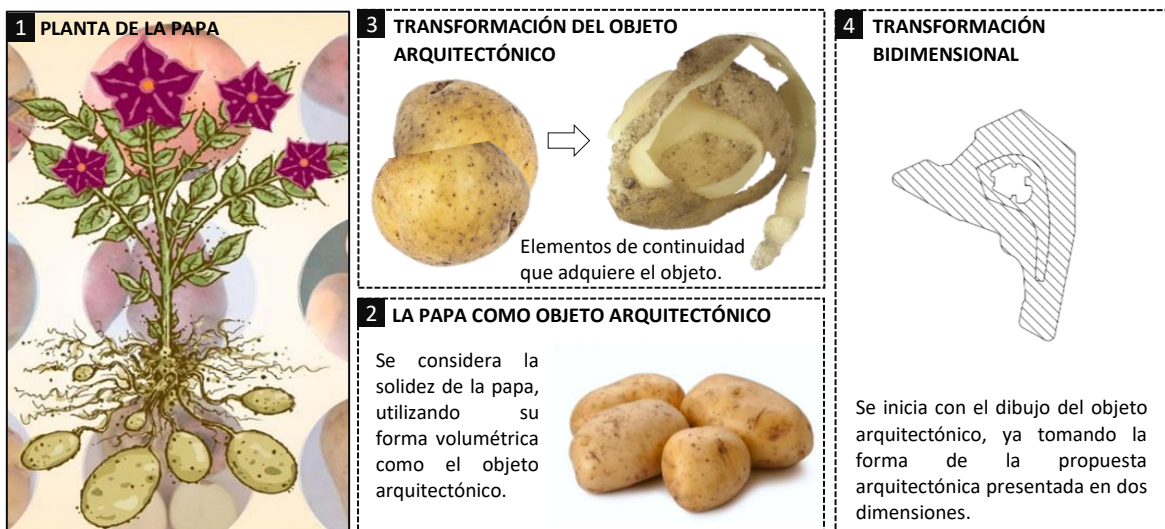 1 PLANTA DE LA PAPA
3 TRANSFORMACIÓN DEL OBJETO
ARQUITECTÓNICO
Elementos de continuidad
que adquiere el objeto.
2 LA PAPA COMO OBJETO ARQUITECTÓNICO
Se considera la
solidez de la papa,
utilizando su
forma volumétrica
como el objeto
arquitectónico.
4 TRANSFORMACIÓN
BIDIMENSIONAL
Se inicia con el dibujo del objeto
arquitectónico, ya tomando la
forma de la propuesta
arquitectónica presentada en dos
dimensiones.